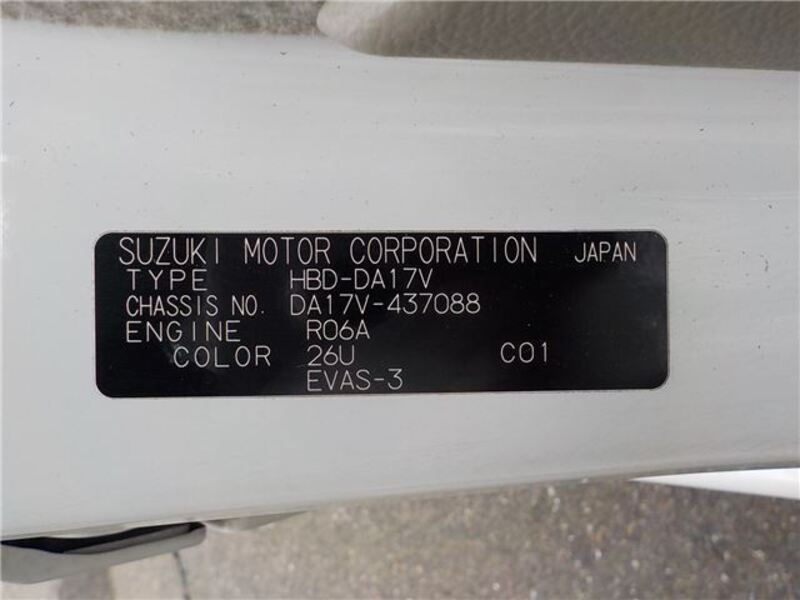 SUZUKI MOTOR CORPORATION JAPAN
TYPE HBD-DA17V
CHASSIS NO. DA17V-437088
ENGINE R06A
COLOR 26U C01
EVAS-3